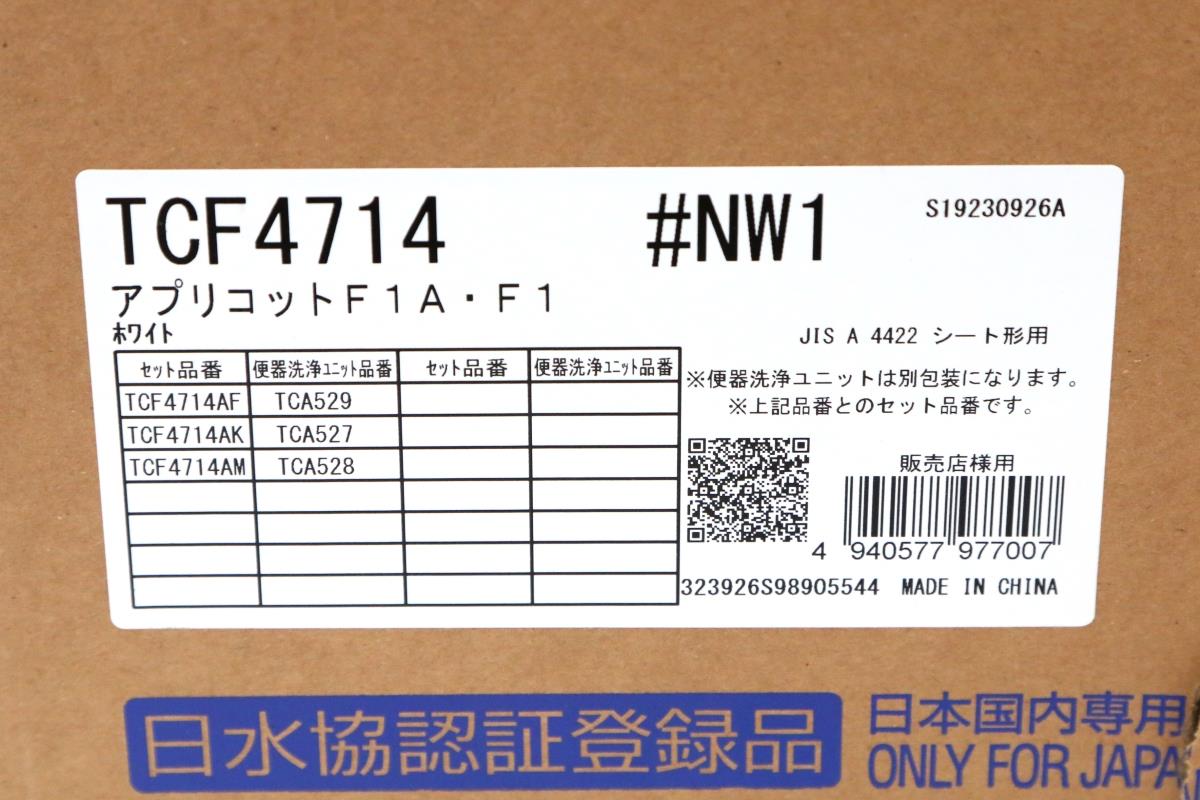 TCF4714 #NW1 S19230926A
アプリコットF1A・F1
ホワイト
JIS A 4422 シート形用
セット品番 便器洗浄ユニット品番 セット品番 便器洗浄ユニット品番
TCF4714AF TCA529
TCF4714AK TCA527
TCF4714AM TCA528
※便器洗浄ユニットは別包装になります。
※上記品番とのセット品番です。
販売店様用
4 940577 977007
323926S98905544 MADE IN CHINA
日水協認証登録品
日本国内専用
ONLY FOR JAPA